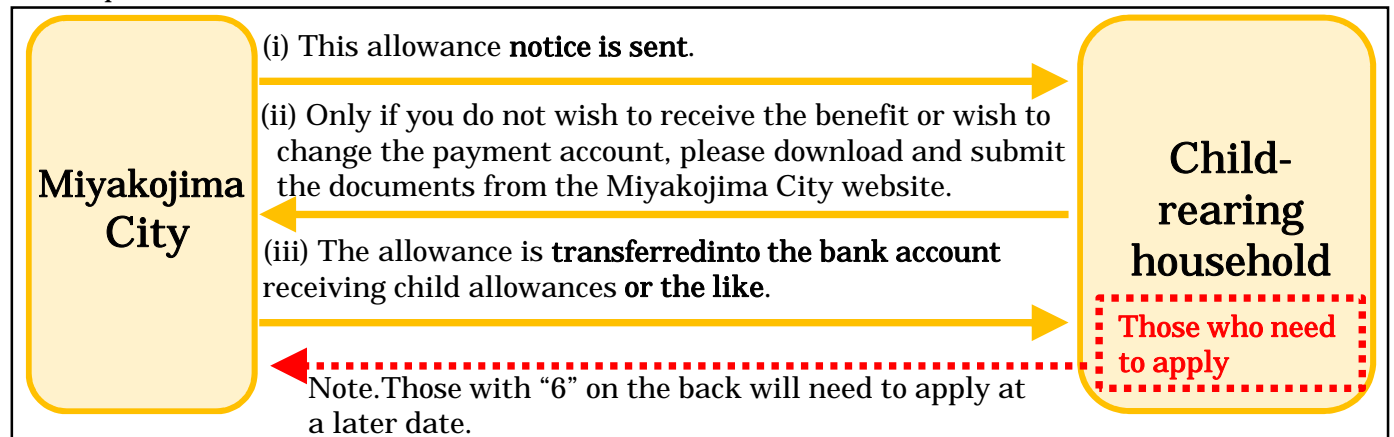 (i) This allowance notice is sent.
(ii) Only if you do not wish to receive the benefit or wish to
change the payment account, please download and submit
the documents from the Miyakojima City website.
Miyakojima
City
(iii) The allowance is transferredinto the bank account
receiving child allowances or the like.
Child-
rearing
household
Those who need
to apply
Note.Those with “6” on the back will need to apply at
a later date.